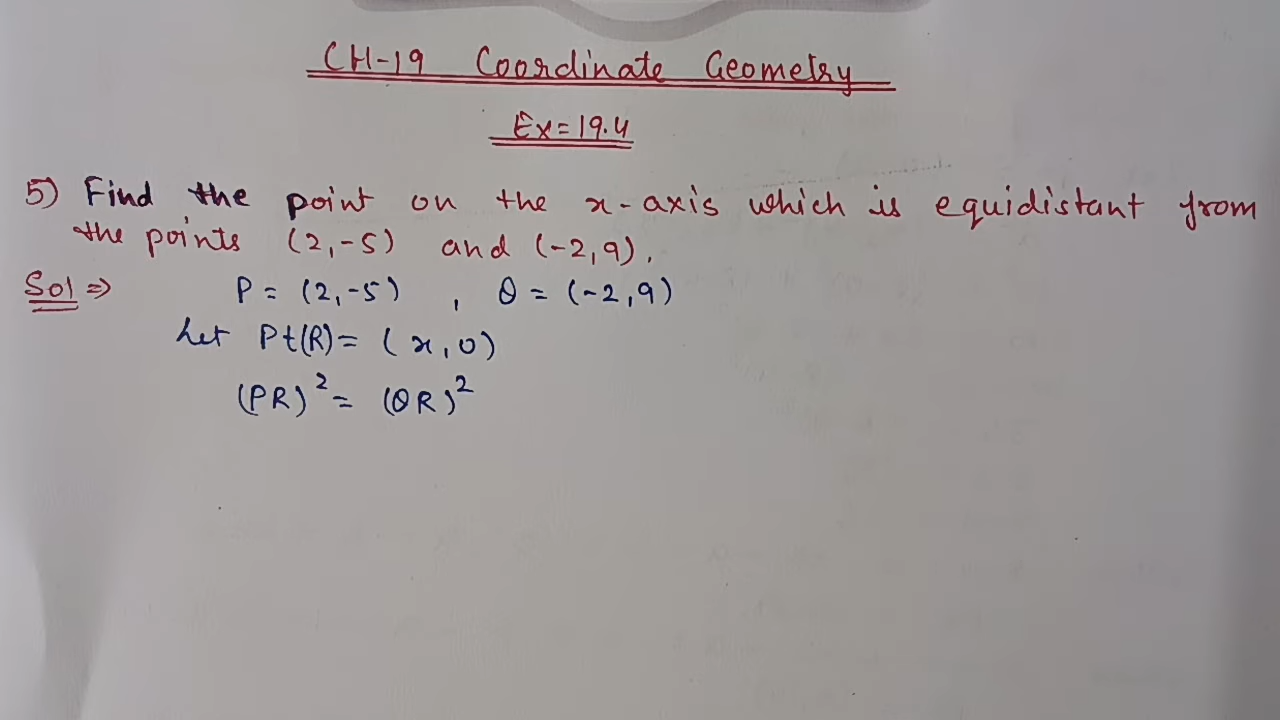 CH-19 Coordinate Geometry
Ex=19.4
5) Find the point on the x-axis which is equidistant from
the points (2,-5) and (-2,9).
Sol ⇒ P = (2,-5) , Q = (-2,9)
Let Pt(R) = (x,0)
(PR)² = (QR)²